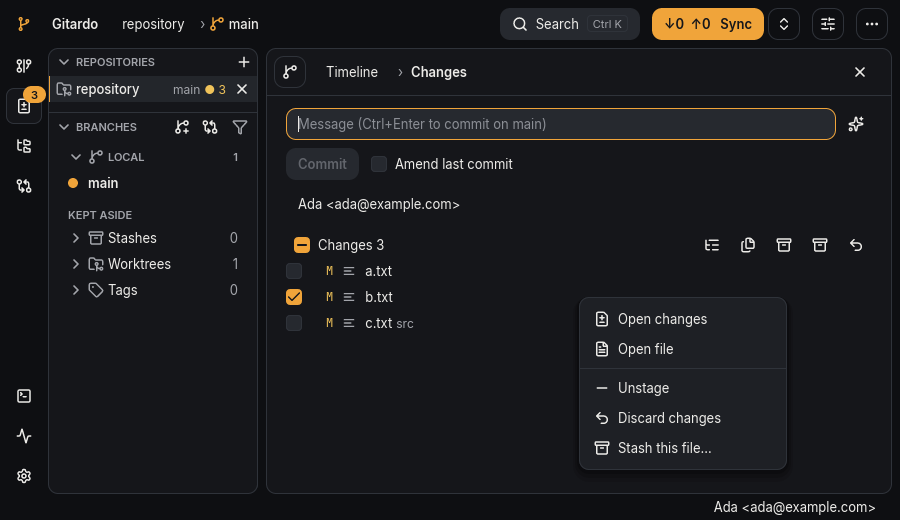 Gitardo repository › main Search Ctrl K ↓0 ↑0 Sync
REPOSITORIES
3
repository main 3
BRANCHES
LOCAL 1
main
KEPT ASIDE
Stashes 0
Worktrees 1
Tags 0
Timeline › Changes
Message (Ctrl+Enter to commit on main)
Commit Amend last commit
Ada <ada@example.com>
Changes 3
M a.txt
M b.txt
M c.txt src
Open changes
Open file
Unstage
Discard changes
Stash this file...
Ada <ada@example.com>